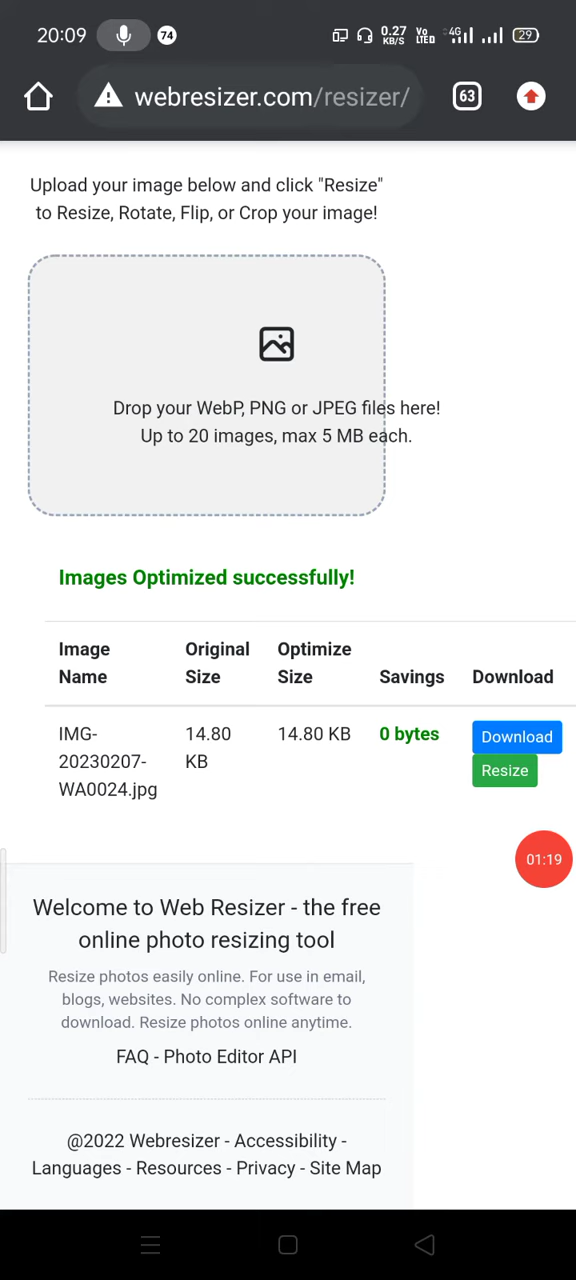 20:09
74
0.27
KB/S
Vo
LTED
4G
29
webresizer.com/resizer/
63
Upload your image below and click "Resize"
to Resize, Rotate, Flip, or Crop your image!
Drop your WebP, PNG or JPEG files here!
Up to 20 images, max 5 MB each.
Images Optimized successfully!
Image Name
Original Size
Optimize Size
Savings
Download
IMG-
20230207-
WA0024.jpg
14.80
KB
14.80 KB
0 bytes
Download
Resize
01:19
Welcome to Web Resizer - the free
online photo resizing tool
Resize photos easily online. For use in email,
blogs, websites. No complex software to
download. Resize photos online anytime.
FAQ - Photo Editor API
@2022 Webresizer - Accessibility -
Languages - Resources - Privacy - Site Map